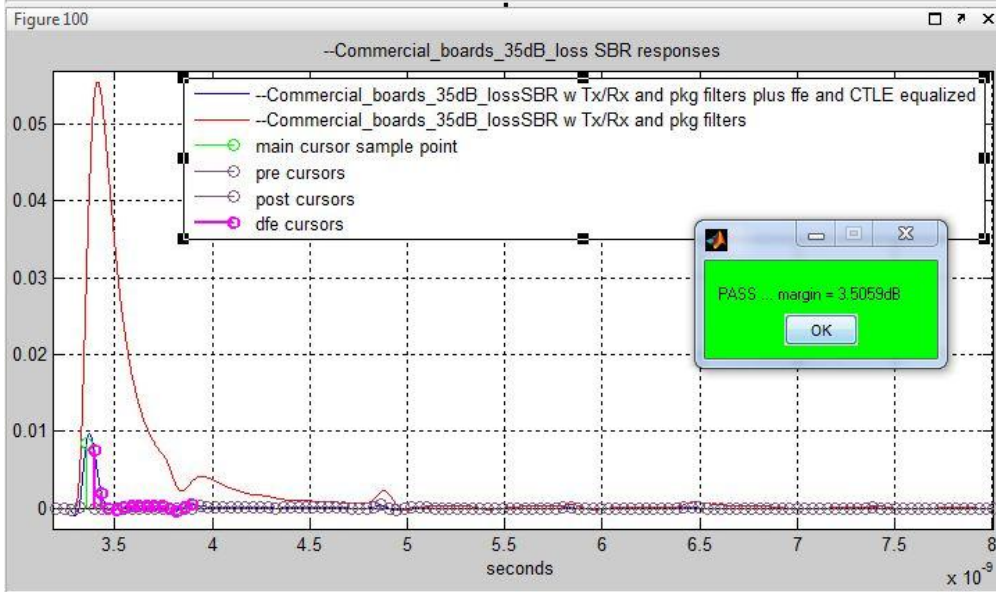 Figure 100
--Commercial_boards_35dB_loss SBR responses
--Commercial_boards_35dB_lossSBR w Tx/Rx and pkg filters plus ffe and CTLE equalized
--Commercial_boards_35dB_lossSBR w Tx/Rx and pkg filters
main cursor sample point
pre cursors
post cursors
dfe cursors
0.05
0.04
0.03
0.02
0.01
0
PASS ... margin = 3.5059dB
OK
3.5 4 4.5 5 5.5 6 6.5 7 7.5 8
seconds
x 10-9